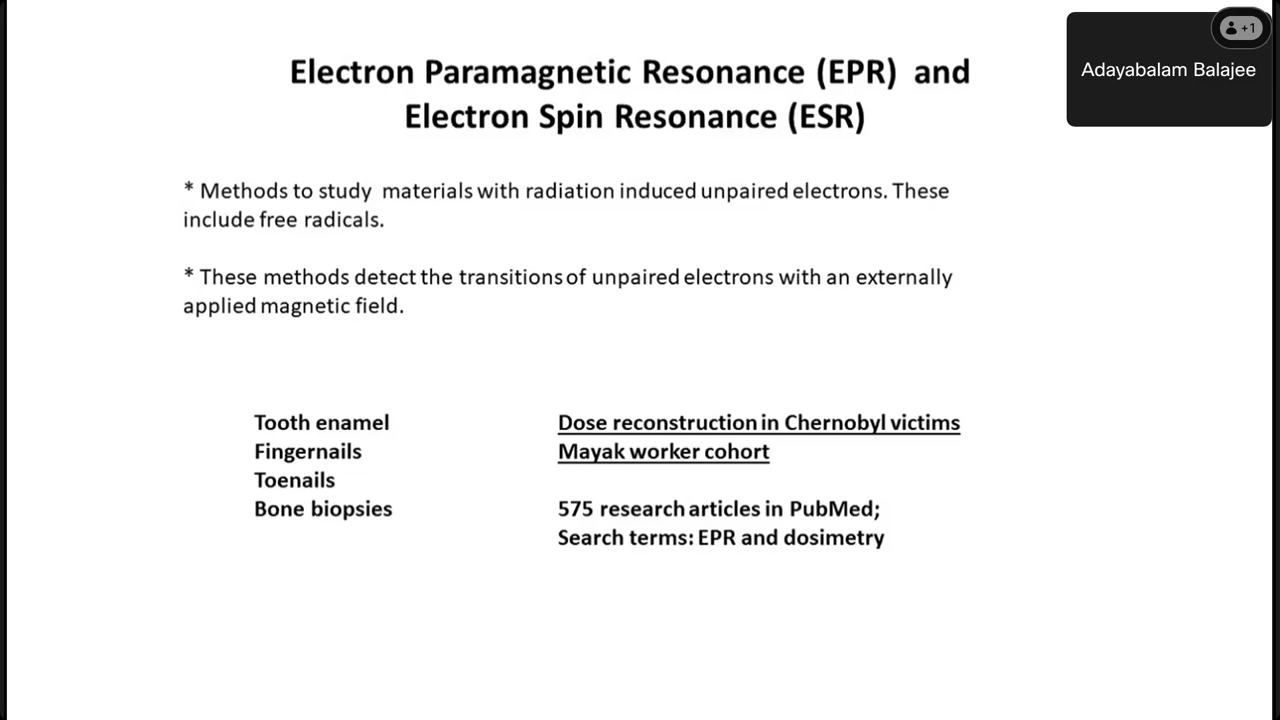 Electron Paramagnetic Resonance (EPR) and
Electron Spin Resonance (ESR)
+1
Adayabalam Balajee
* Methods to study materials with radiation induced unpaired electrons. These
include free radicals.
* These methods detect the transitions of unpaired electrons with an externally
applied magnetic field.
Tooth enamel
Fingernails
Toenails
Bone biopsies
Dose reconstruction in Chernobyl victims
Mayak worker cohort
575 research articles in PubMed;
Search terms: EPR and dosimetry